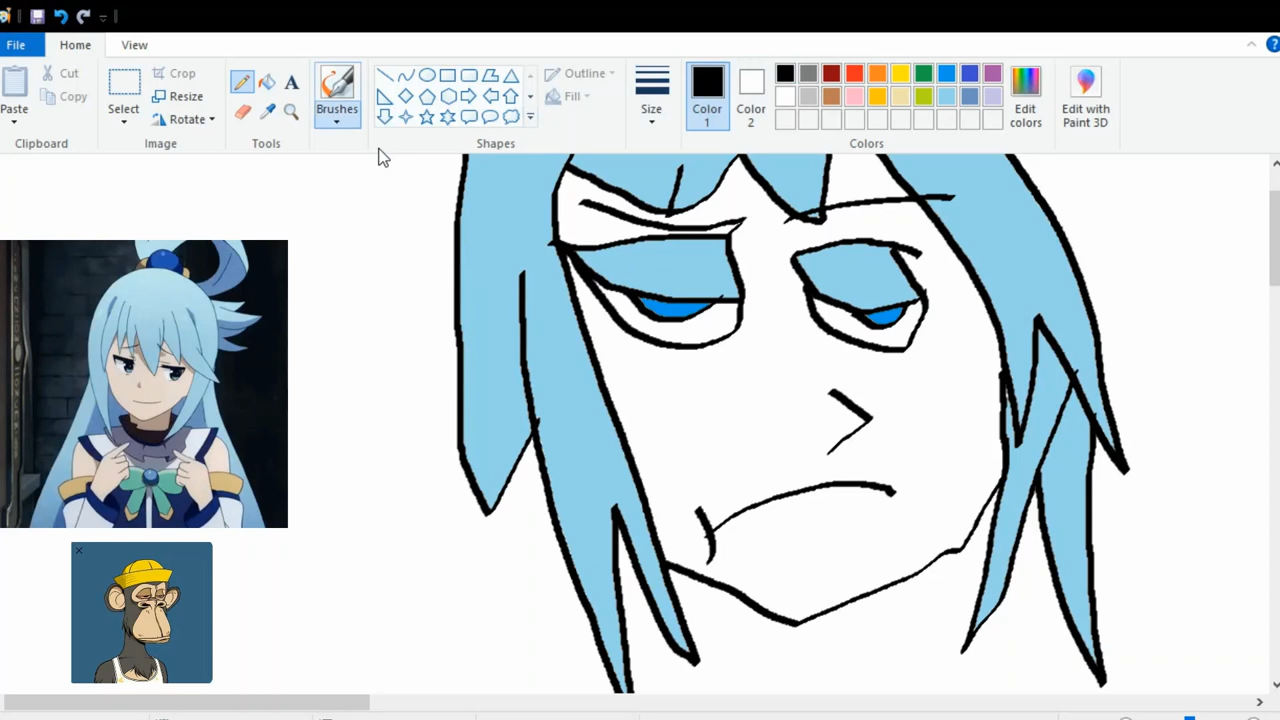 File Home View
Cut Crop Outline
Copy Resize Fill
Paste Select Rotate Brushes Size Color 1 Color 2 Edit colors Edit with Paint 3D
Clipboard Image Tools Shapes Colors